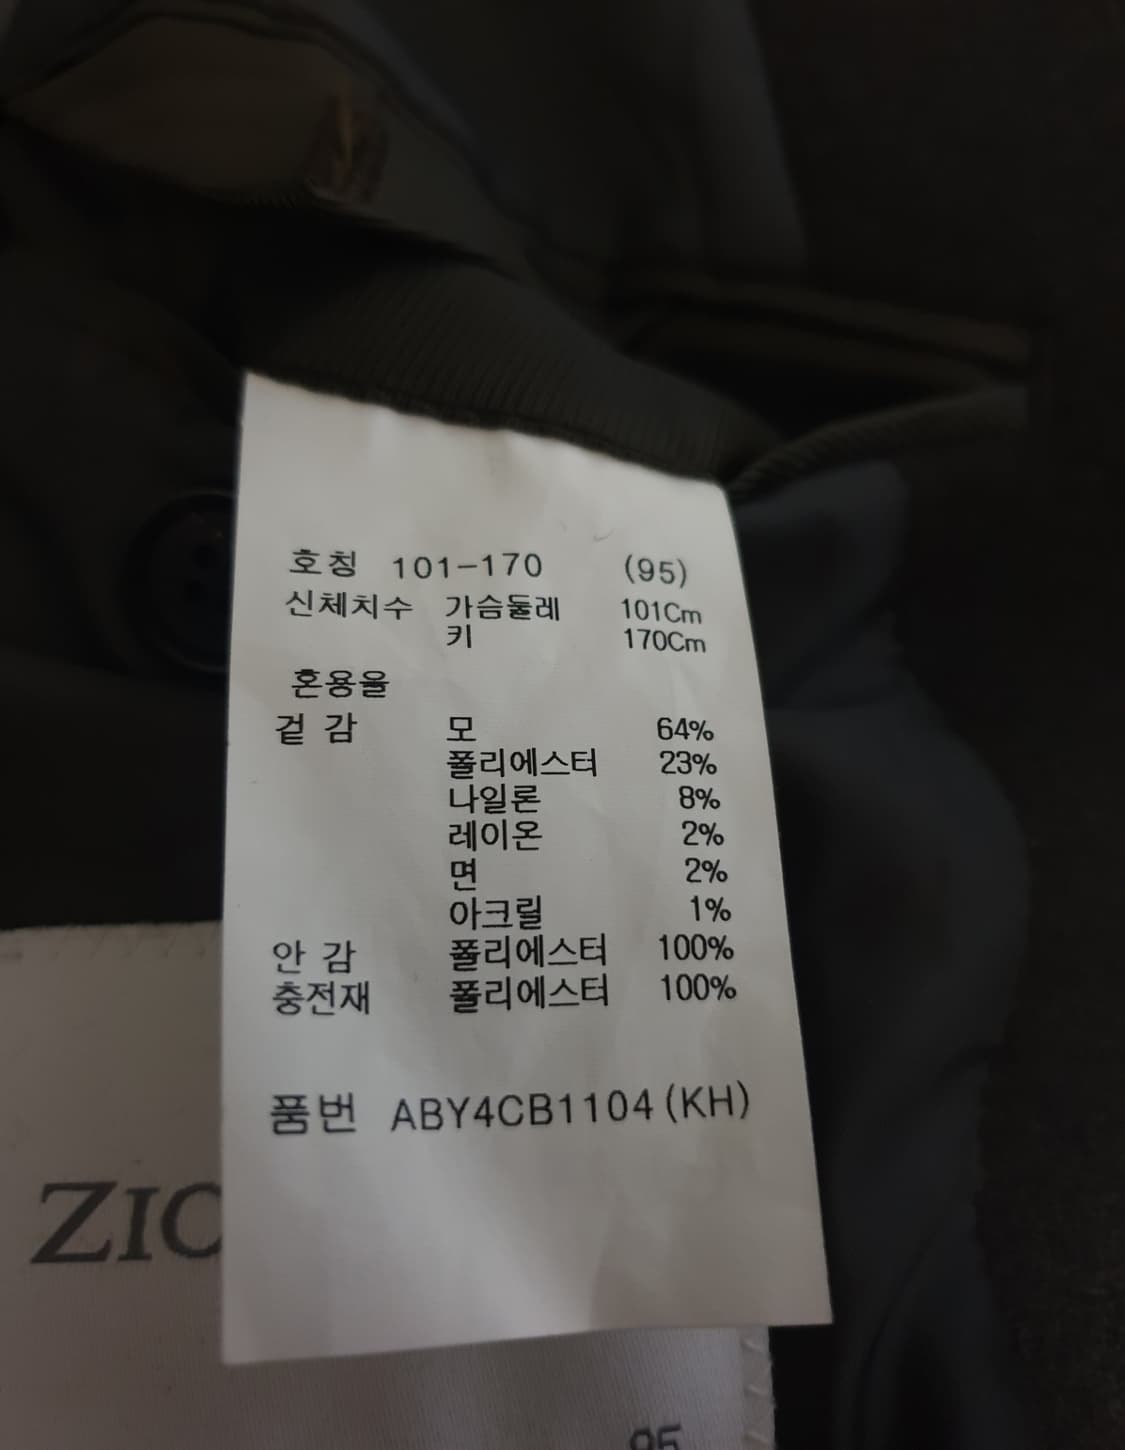 호칭 101-170 (95)
신체치수 가슴둘레 101Cm
키 170Cm
혼용율
겉 감 모 64%
폴리에스터 23%
나일론 8%
레이온 2%
면 2%
아크릴 1%
안 감 폴리에스터 100%
충전재 폴리에스터 100%
품번 ABY4CB1104(KH)
ZIO
95